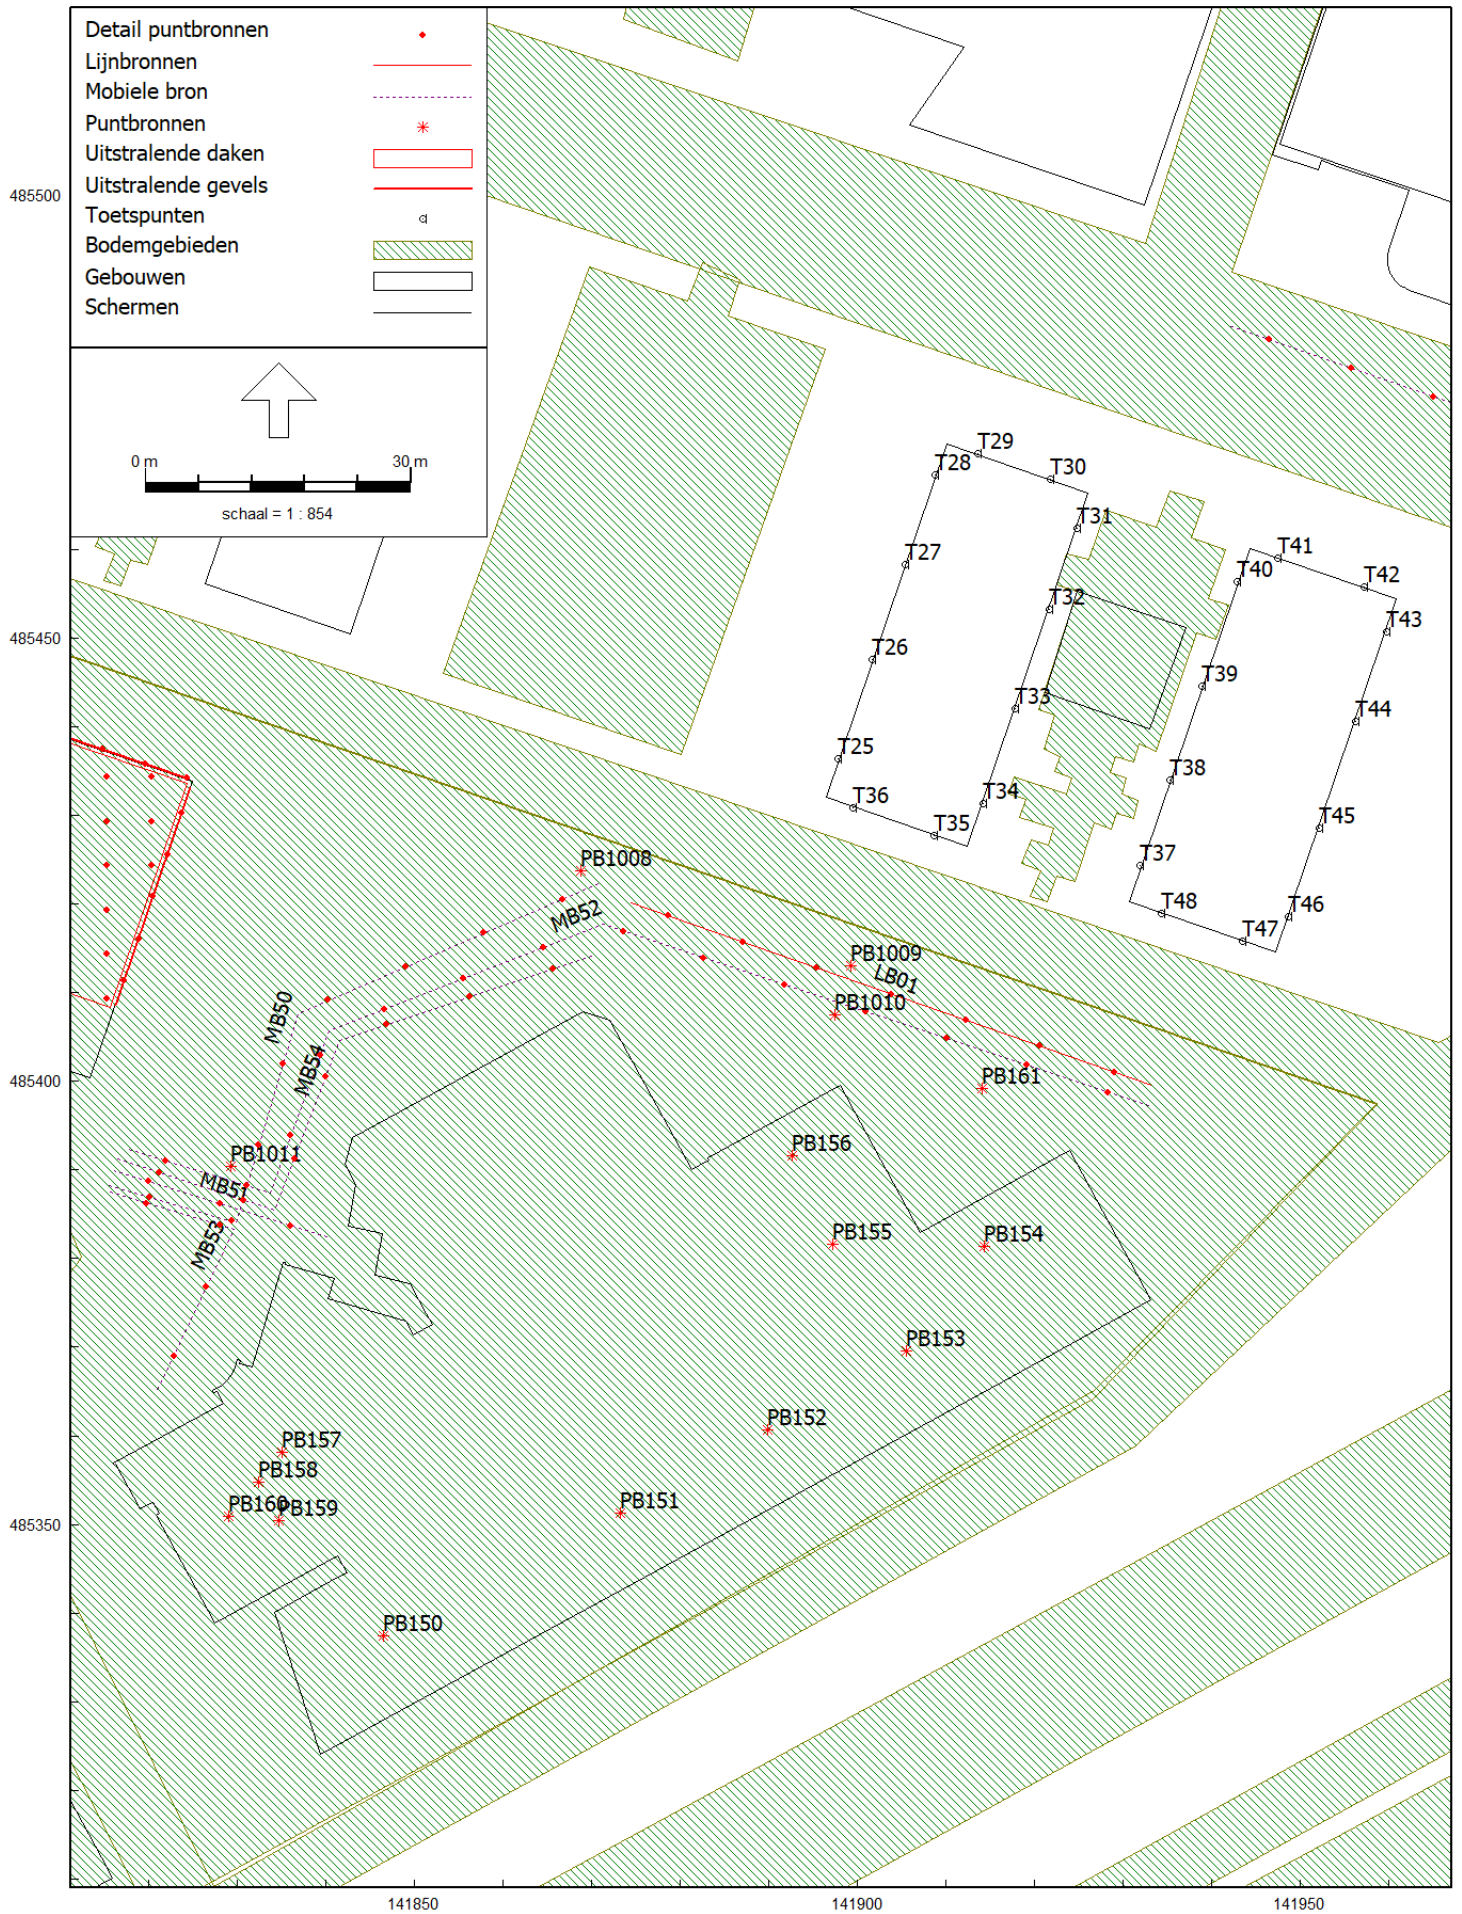 Detail puntbronnen
Lijnbronnen
Mobiele bron
Puntbronnen
Uitstralende daken
Uitstralende gevels
Toetspunten
Bodemgebieden
Gebouwen
Schermen
0 m 30 m
schaal = 1 : 854
485500
485450
485400
485350
141850 141900 141950
T29
T28
T30
T31
T27
T41
T40
T42
T32
T43
T26
T39
T33
T44
T25
T38
T36
T34
T35
T45
T37
T48
T46
T47
PB1008
MB52
PB1009
LB01
PB1010
MB50
MB54
PB161
PB1011
PB156
MB51
MB53
PB155
PB154
PB153
PB152
PB157
PB158
PB160
PB159
PB151
PB150